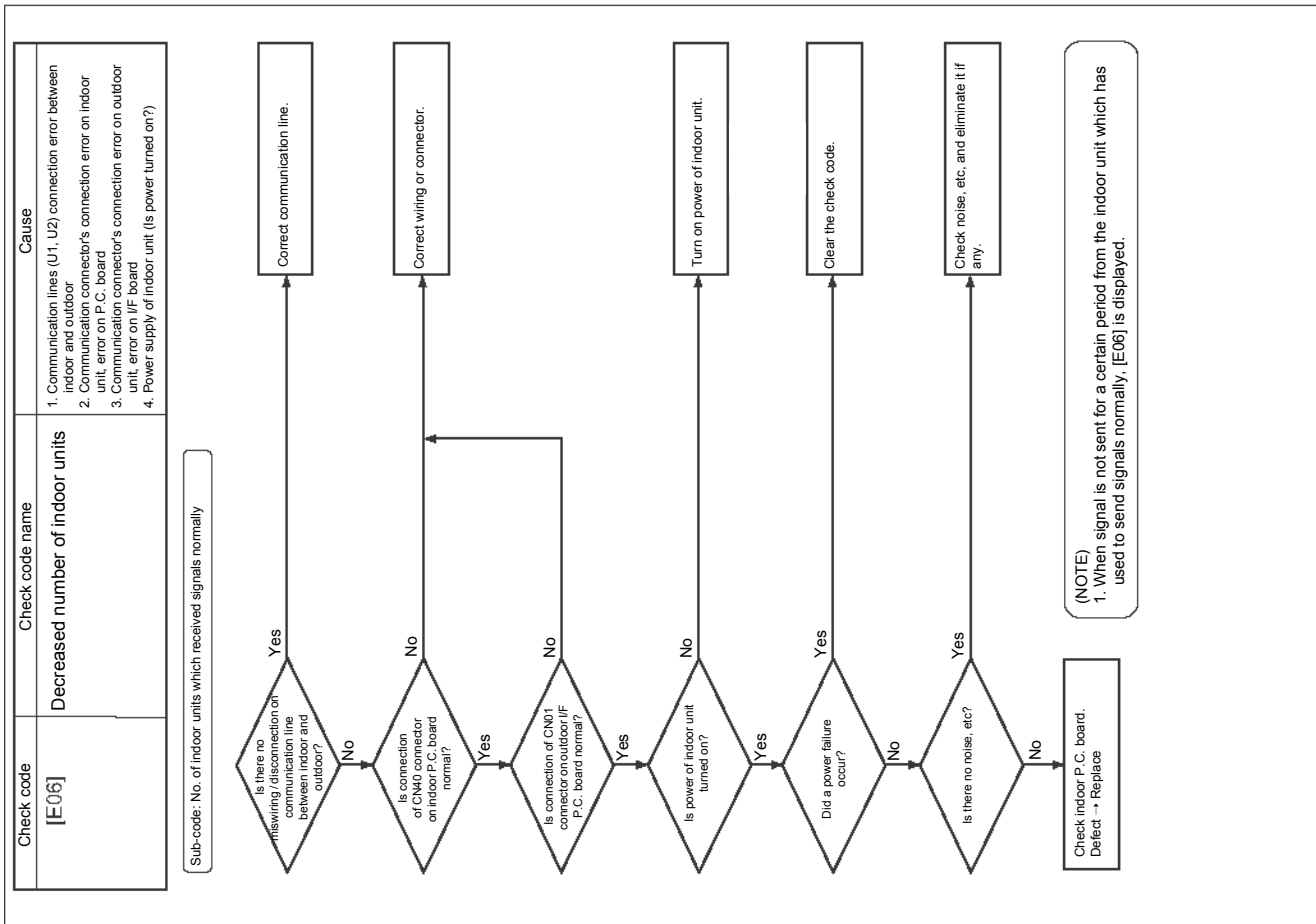 Check code
Check code name
Cause
[E06]
Decreased number of indoor units
1. Communication lines (U1, U2) connection error between
indoor and outdoor
2. Communication connector's connection error on indoor
unit, error on P.C. board
3. Communication connector's connection error on outdoor
unit, error on I/F board
4. Power supply of indoor unit (Is power turned on?)
Sub-code: No. of indoor units which received signals normally
Is there no
miswiring / disconnection on
communication line
between indoor and
outdoor?
Yes
Correct communication line.
No
Is connection
of CN40 connector
on indoor P.C. board
normal?
No
Correct wiring or connector.
Yes
Is connection of CN01
connector on outdoor I/F
P.C. board normal?
No
Yes
Is power of indoor unit
turned on?
No
Turn on power of indoor unit.
Yes
Did a power failure
occur?
Yes
Clear the check code.
No
Is there no noise, etc?
Yes
Check noise, etc, and eliminate it if
any.
No
Check indoor P.C. board.
Defect → Replace
(NOTE)
1. When signal is not sent for a certain period from the indoor unit which has
used to send signals normally, [E06] is displayed.